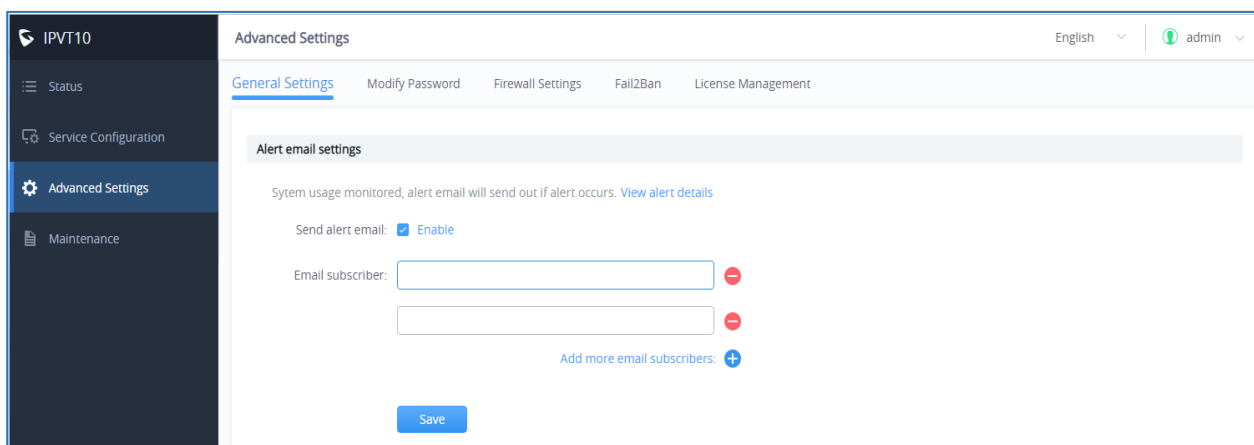 IPVT10
Advanced Settings
English
admin
Status
Service Configuration
Advanced Settings
Maintenance
General Settings
Modify Password
Firewall Settings
Fail2Ban
License Management
Alert email settings
Sytem usage monitored, alert email will send out if alert occurs. View alert details
Send alert email: Enable
Email subscriber:
Add more email subscribers:
Save